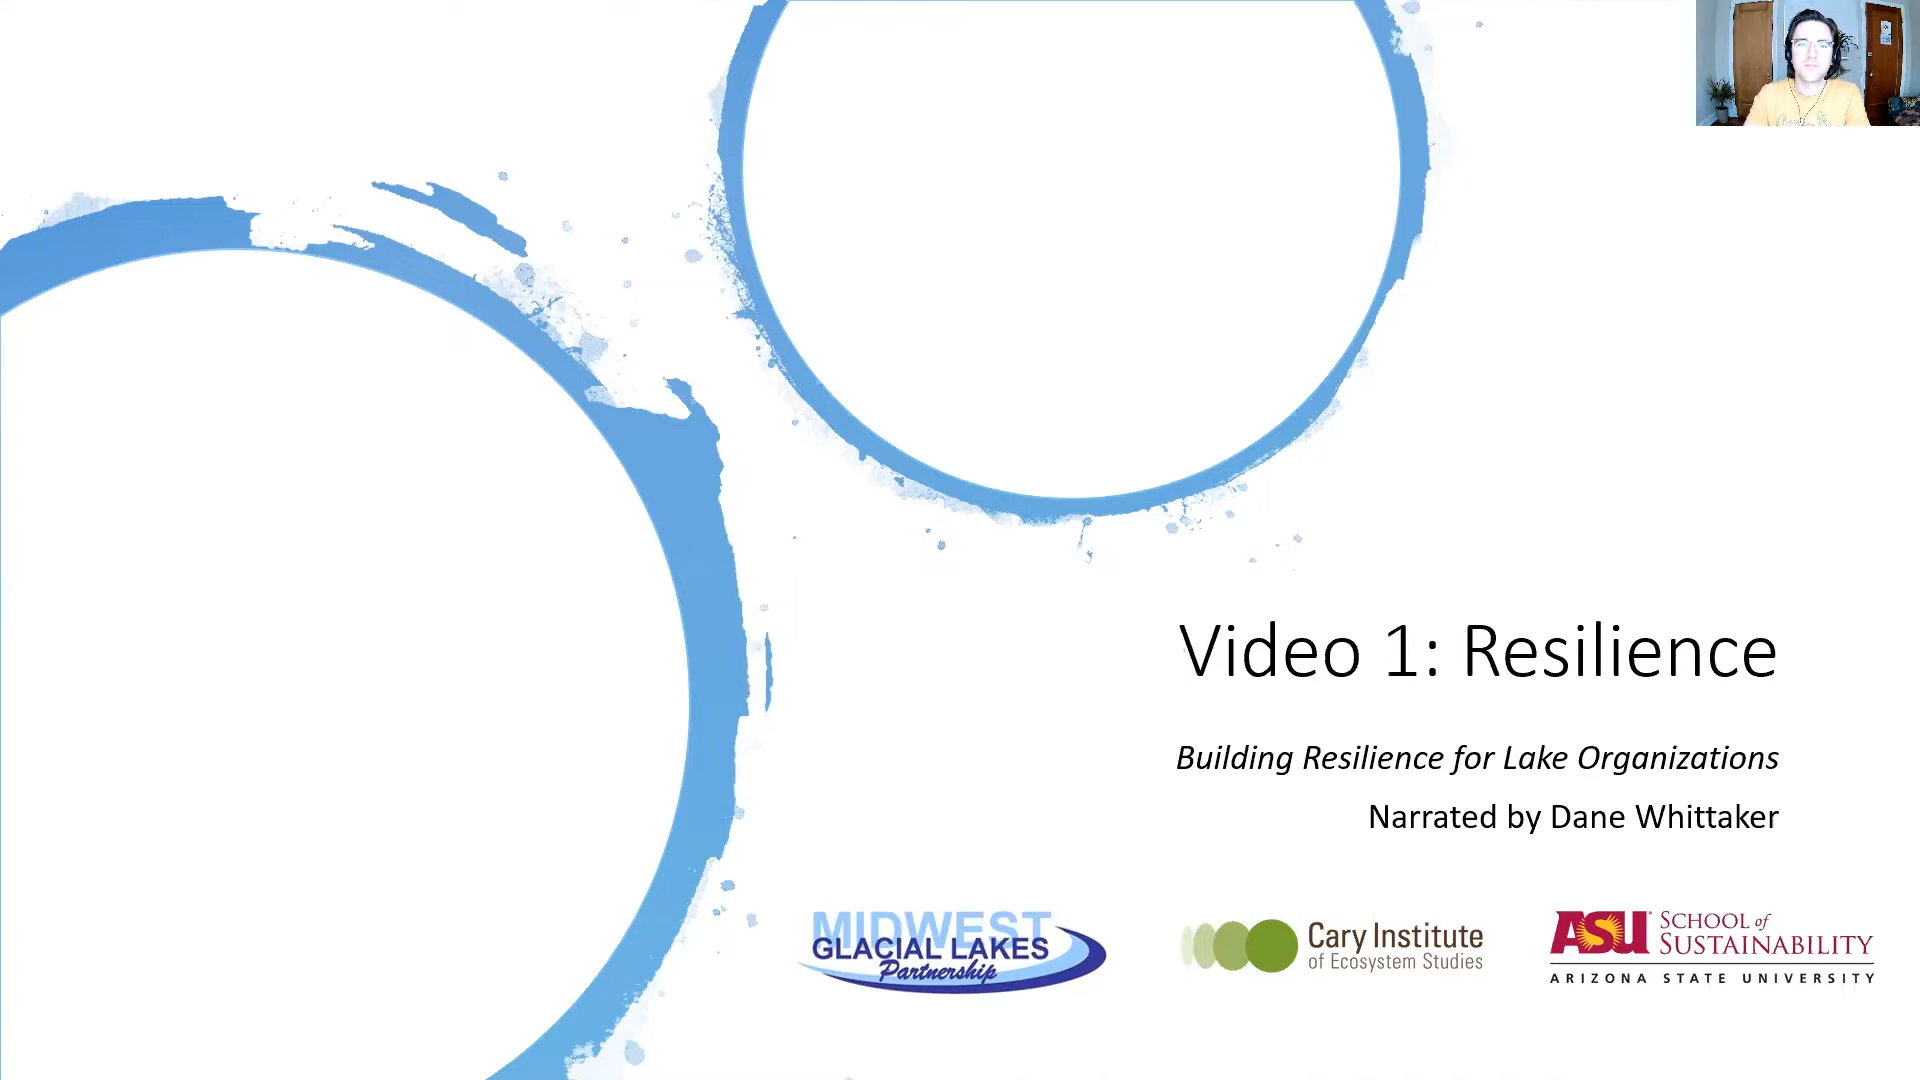 Video 1: Resilience
Building Resilience for Lake Organizations
Narrated by Dane Whittaker
MIDWEST
GLACIAL LAKES
Partnership
Cary Institute
of Ecosystem Studies
ASU SCHOOL of
SUSTAINABILITY
ARIZONA STATE UNIVERSITY